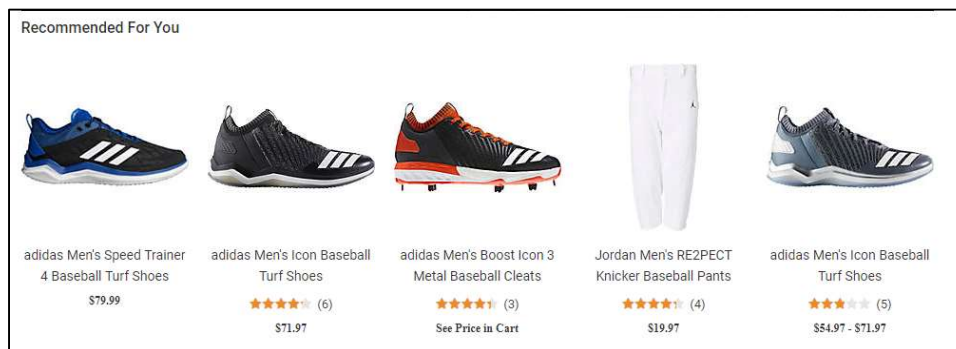 Recommended For You
adidas Men's Speed Trainer
4 Baseball Turf Shoes
$79.99
adidas Men's Icon Baseball
Turf Shoes
(6)
$71.97
adidas Men's Boost Icon 3
Metal Baseball Cleats
(3)
See Price in Cart
Jordan Men's RE2PECT
Knicker Baseball Pants
(4)
$19.97
adidas Men's Icon Baseball
Turf Shoes
(5)
$54.97 - $71.97